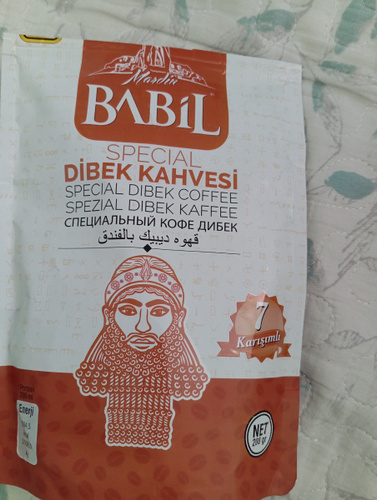 Mardin
BABİL
SPECIAL
DİBEK KAHVESİ
SPECIAL DIBEK COFFEE
SPEZIAL DIBEK KAFFEE
СПЕЦИАЛЬНЫЙ КОФЕ ДИБЕК
قهوه ديبيك بالفندق
7
Karışımlı
Enerji
NET
200 gr